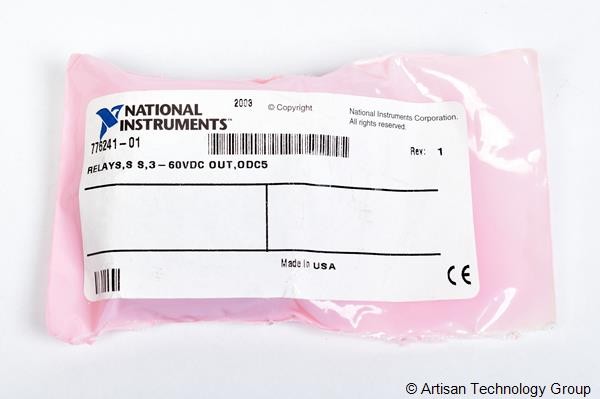 NATIONAL INSTRUMENTS™
2003 © Copyright
National Instruments Corporation.
All rights reserved.
776241-01
Rev: 1
RELAYS,S S,3-60VDC OUT,ODC5
Made in USA
CE
© Artisan Technology Group